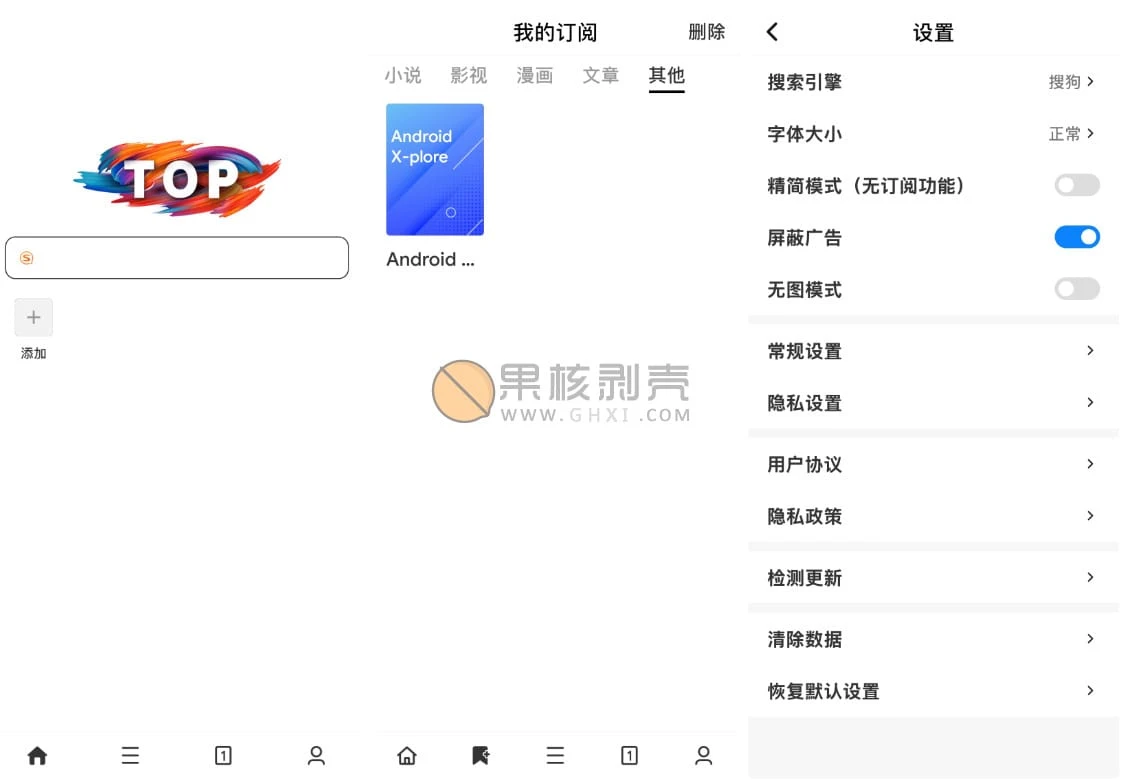 TOP
S
添加
1
我的订阅
删除
小说
影视
漫画
文章
其他
Android
X-plore
Android ...
果核剥壳
WWW.GHXI.COM
1
设置
搜索引擎
搜狗
字体大小
正常
精简模式（无订阅功能）
屏蔽广告
无图模式
常规设置
隐私设置
用户协议
隐私政策
检测更新
清除数据
恢复默认设置